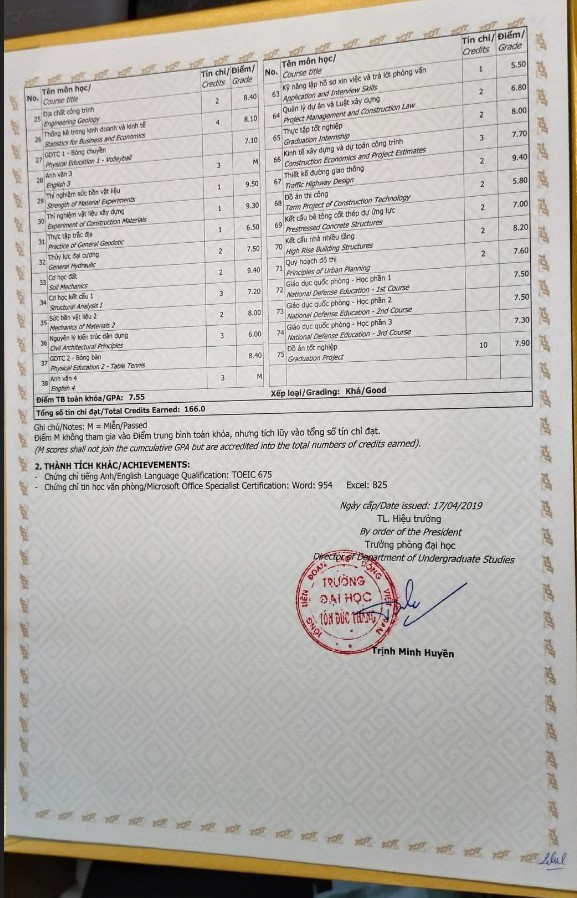 No. Tên môn học/ Course title Tín chỉ/ Credits Điểm/ Grade
25 Địa chất công trình 2 8.40
Engineering Geology
26 Thống kê trong kinh doanh và kinh tế 4 8.10
Statistics for Business and Economics
27 GDTC 1 - Bóng chuyền 7.10
Physical Education 1 - Volleyball
28 Anh văn 3 3 M
English 3
29 Thí nghiệm sức bền vật liệu 1 9.50
Strength of Material Experiments
30 Thí nghiệm vật liệu xây dựng 1 9.30
Experiment of Construction Materials
31 Thực tập trắc địa 1 6.50
Practice of General Geodetic
32 Thủy lực đại cương 2 7.50
General Hydraulic
33 Cơ học đất 2 9.40
Soil Mechanics
34 Cơ học kết cấu 1 3 7.20
Structural Analysis 1
35 Sức bền vật liệu 2 2 8.00
Mechanics of Materials 2
36 Nguyên lý kiến trúc dân dụng 3 6.00
Civil Architectural Principles
37 GDTC 2 - Bóng bàn 8.40
Physical Education 2 - Table Tennis
38 Anh văn 4 3 M
English 4
No. Tên môn học/ Course title Tín chỉ/ Credits Điểm/ Grade
63 Kỹ năng lập hồ sơ xin việc và trả lời phỏng vấn 1 5.50
Application and Interview Skills
64 Quản lý dự án và Luật xây dựng 2 6.80
Project Management and Construction Law
65 Thực tập tốt nghiệp 2 8.00
Graduation Internship
66 Kinh tế xây dựng và dự toán công trình 3 7.70
Construction Economics and Project Estimates
67 Thiết kế đường giao thông 2 9.40
Traffic Highway Design
68 Đồ án thi công 2 5.80
Term Project of Construction Technology
69 Kết cấu bê tông cốt thép dự ứng lực 2 7.00
Prestressed Concrete Structures
70 Kết cấu nhà nhiều tầng 2 8.20
High Rise Building Structures
71 Quy hoạch đô thị 2 7.60
Principles of Urban Planning
72 Giáo dục quốc phòng - Học phần 1 7.50
National Defense Education - 1st Course
73 Giáo dục quốc phòng - Học phần 2 7.50
National Defense Education - 2nd Course
74 Giáo dục quốc phòng - Học phần 3 7.30
National Defense Education - 3rd Course
75 Đồ án tốt nghiệp 10 7.90
Graduation Project
Điểm TB toàn khóa/GPA: 7.55 Xếp loại/Grading: Khá/Good
Tổng số tín chỉ đạt/Total Credits Earned: 166.0
Ghi chú/Notes: M = Miễn/Passed
Điểm M không tham gia vào Điểm trung bình toàn khóa, nhưng tích lũy vào tổng số tín chỉ đạt.
(M scores shall not join the cumculative GPA but are accredited into the total numbers of credits earned).
2. THÀNH TÍCH KHÁC/ACHIEVEMENTS:
- Chứng chỉ tiếng Anh/English Language Qualification: TOEIC 675
- Chứng chỉ tin học văn phòng/Microsoft Office Specialist Certification: Word: 954 Excel: 825
Ngày cấp/Date issued: 17/04/2019
TL. Hiệu trưởng
By order of the President
Trưởng phòng đại học
Director of Department of Undergraduate Studies
TỔNG LIÊN ĐOÀN LAO ĐỘNG VIỆT NAM
TRƯỜNG
ĐẠI HỌC
TÔN ĐỨC THẮNG
Trịnh Minh Huyền